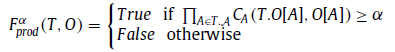 F^α_prod(T, O) = { True if ∏_{A∈T.A} C_A(T.O[A], O[A]) ≥ α
False otherwise